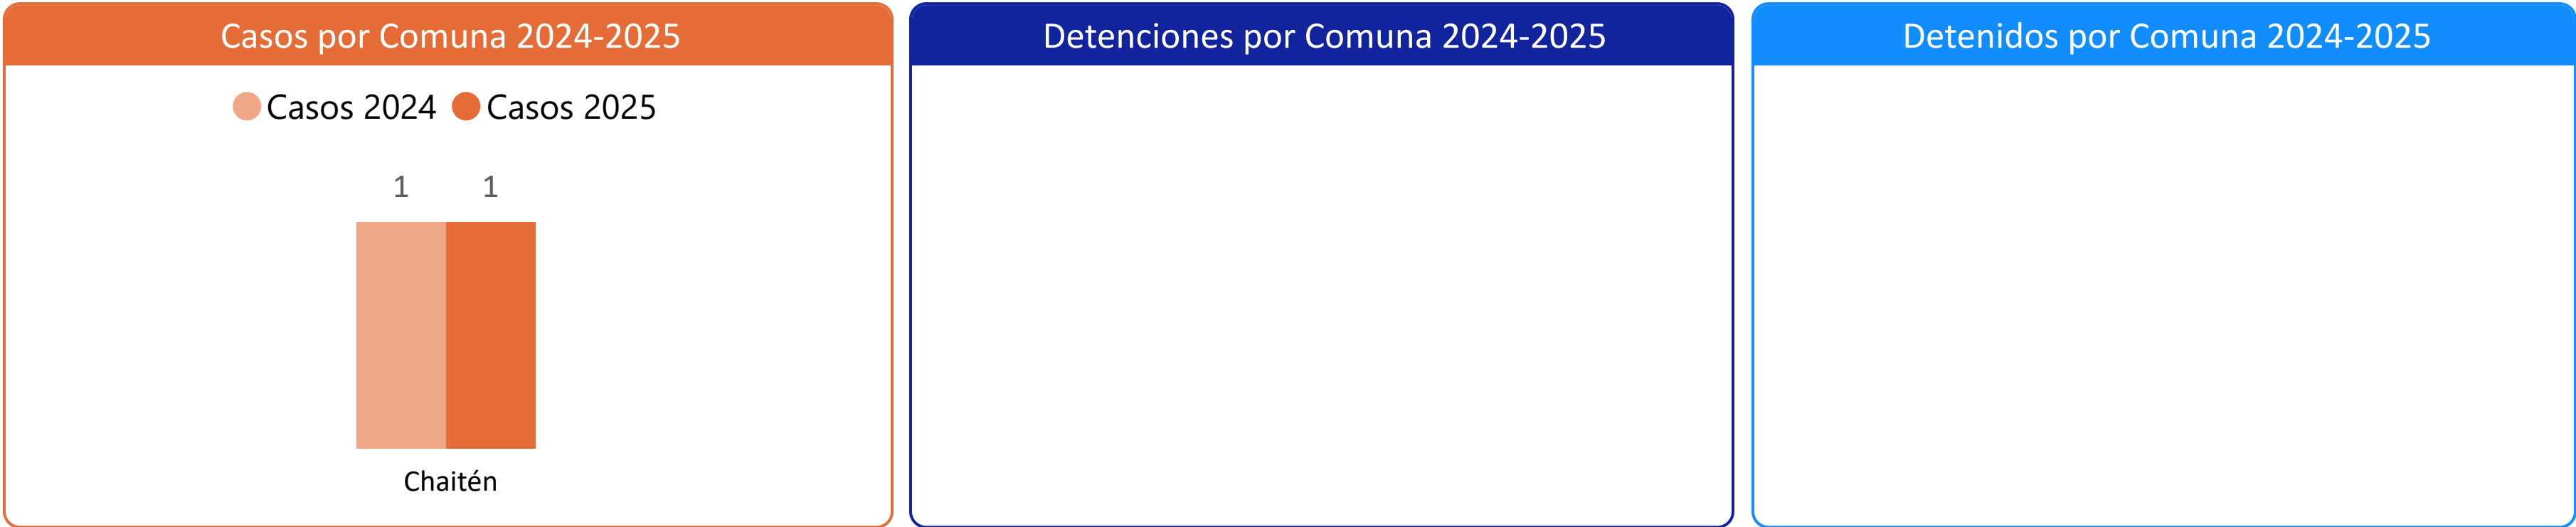 Casos por Comuna 2024-2025
Casos 2024 Casos 2025
1 1
Chaitén
Detenciones por Comuna 2024-2025
Detenidos por Comuna 2024-2025